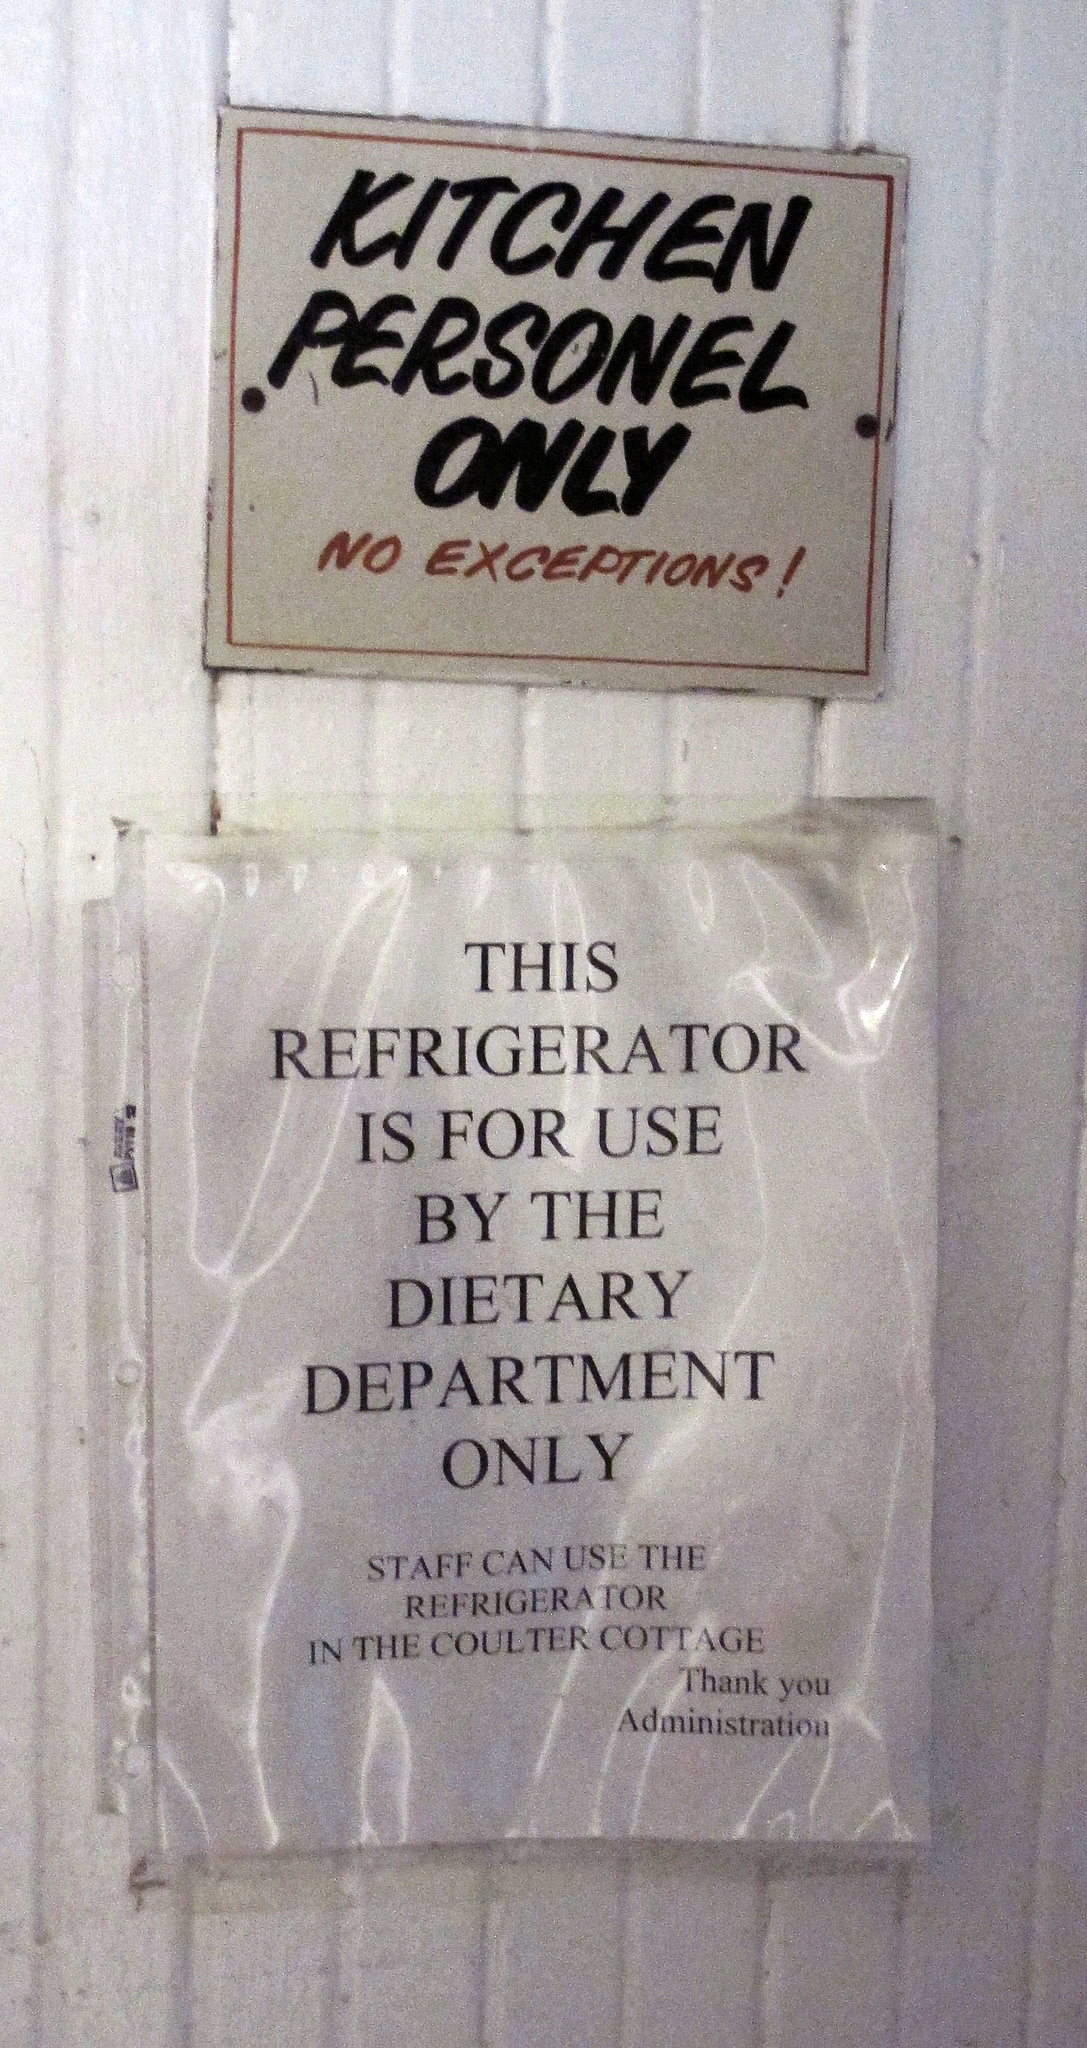 KITCHEN
PERSONEL
ONLY
NO EXCEPTIONS!
THIS
REFRIGERATOR
IS FOR USE
BY THE
DIETARY
DEPARTMENT
ONLY
STAFF CAN USE THE
REFRIGERATOR
IN THE COULTER COTTAGE
Thank you
Administration